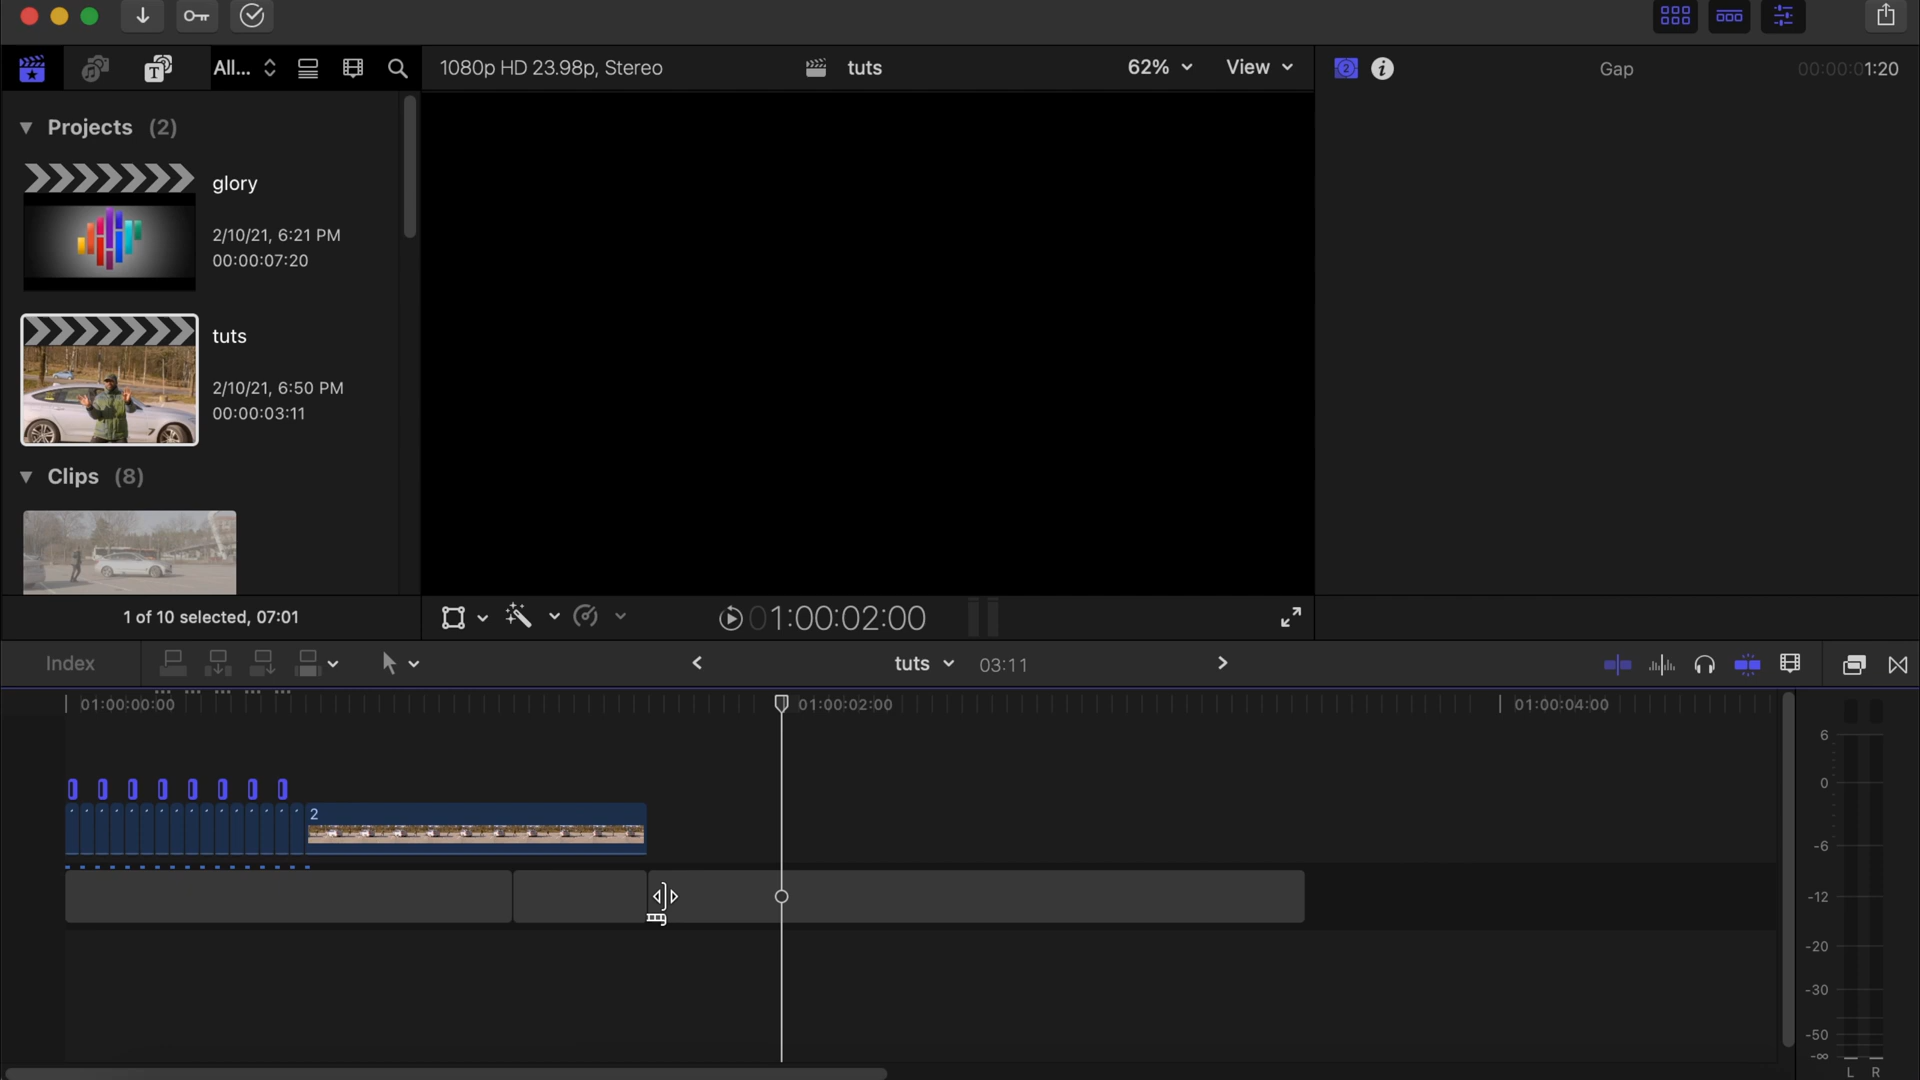 All...
1080p HD 23.98p, Stereo
tuts
62%
View
Gap
00:00:01:20
Projects (2)
glory
2/10/21, 6:21 PM
00:00:07:20
tuts
2/10/21, 6:50 PM
00:00:03:11
Clips (8)
1 of 10 selected, 07:01
01:00:02:00
Index
tuts
03:11
01:00:00:00
01:00:02:00
01:00:04:00
2
6
0
-6
-12
-20
-30
-50
-∞
L R